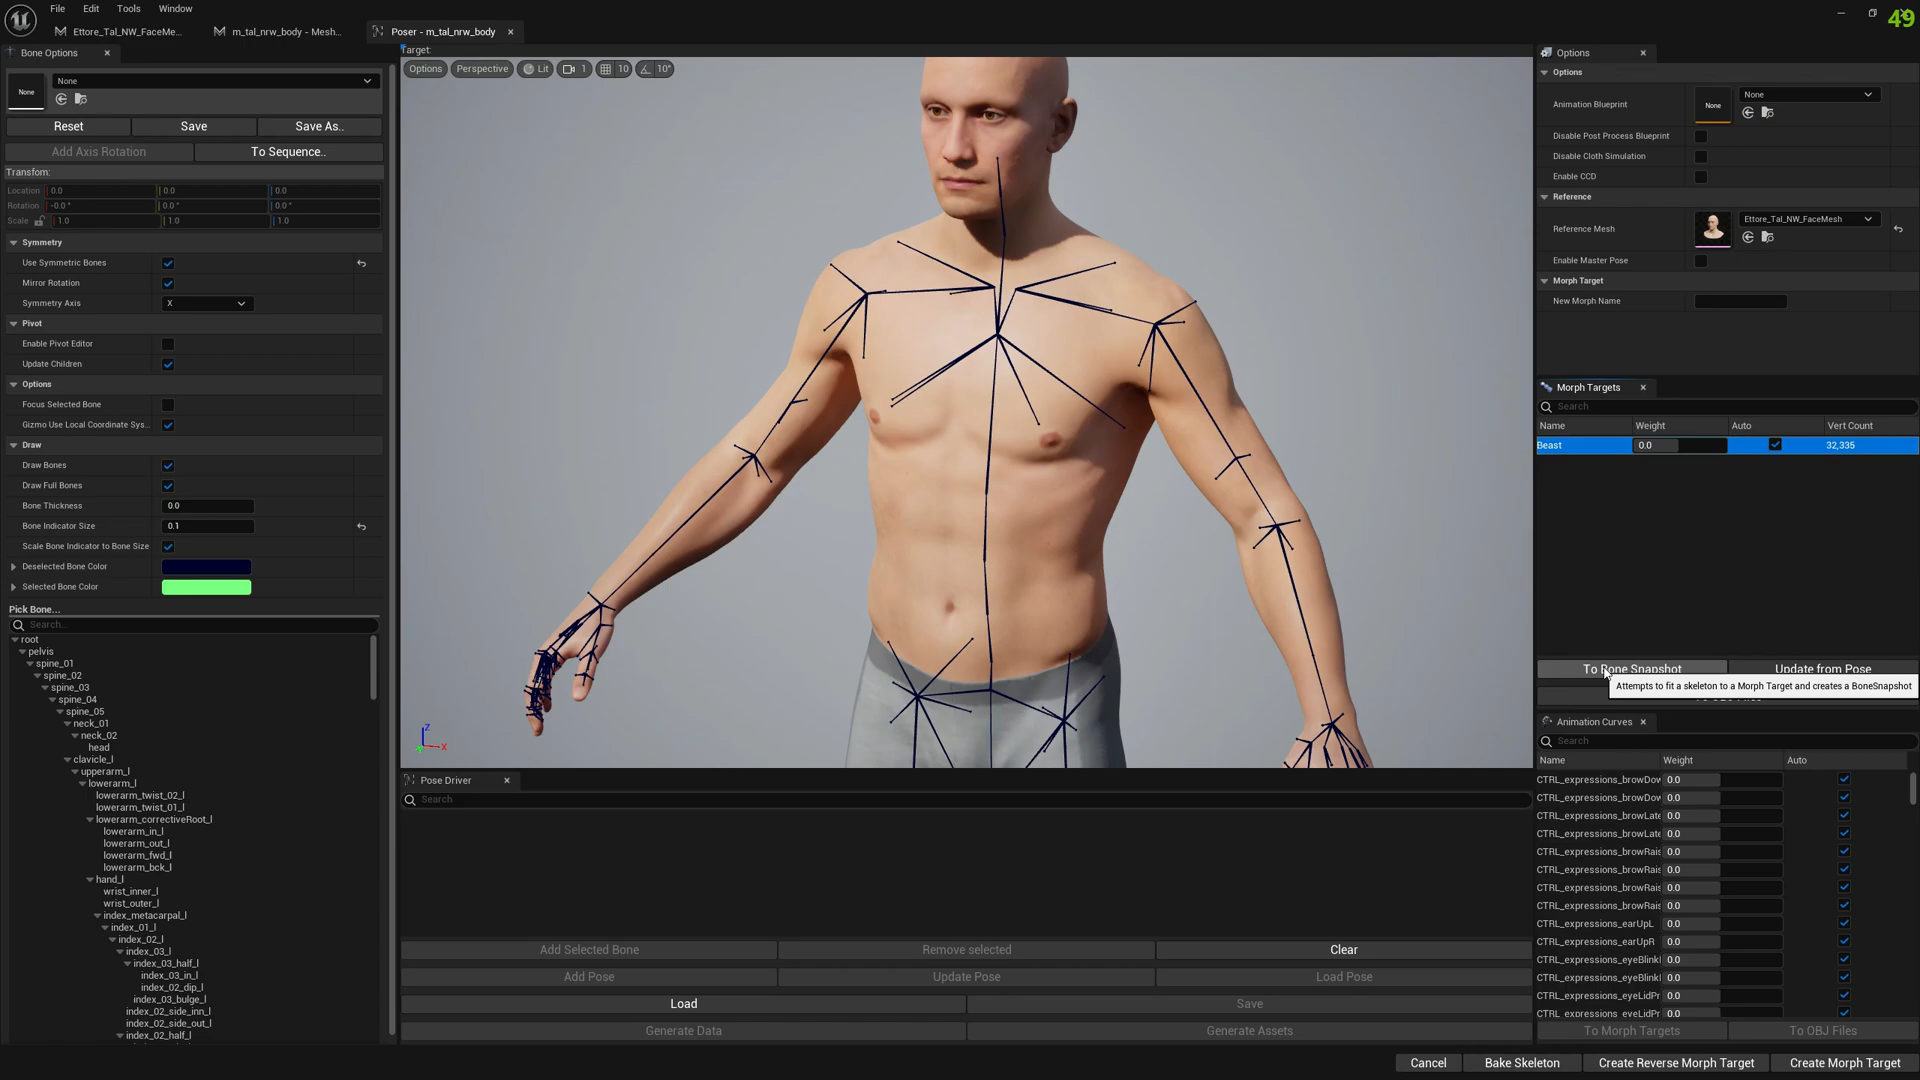 File Edit Tools Window
49
Ettore_Tal_NW_FaceMe... m_tal_nrw_body - Mesh... Poser - m_tal_nrw_body
Bone Options
None
None
Reset Save Save As..
Add Axis Rotation To Sequence..
Transform:
Location 0.0 0.0 0.0
Rotation -0.0 ° 0.0 ° 0.0 °
Scale 1.0 1.0 1.0
Symmetry
Use Symmetric Bones
Mirror Rotation
Symmetry Axis X
Pivot
Enable Pivot Editor
Update Children
Options
Focus Selected Bone
Gizmo Use Local Coordinate Sys..
Draw
Draw Bones
Draw Full Bones
Bone Thickness 0.0
Bone Indicator Size 0.1
Scale Bone Indicator to Bone Size
Deselected Bone Color
Selected Bone Color
Pick Bone...
Search...
root
pelvis
spine_01
spine_02
spine_03
spine_04
spine_05
neck_01
neck_02
head
clavicle_l
upperarm_l
lowerarm_l
lowerarm_twist_02_l
lowerarm_twist_01_l
lowerarm_correctiveRoot_l
lowerarm_in_l
lowerarm_out_l
lowerarm_fwd_l
lowerarm_bck_l
hand_l
wrist_inner_l
wrist_outer_l
index_metacarpal_l
index_01_l
index_02_l
index_03_l
index_03_half_l
index_03_in_l
index_02_dip_l
index_03_bulge_l
index_02_side_inn_l
index_02_side_out_l
index_02_half_l
Target:
Options Perspective Lit 1 10 10°
Z
X
Pose Driver
Search
Add Selected Bone Remove selected Clear
Add Pose Update Pose Load Pose
Load Save
Generate Data Generate Assets
Options
Options
Animation Blueprint None None
Disable Post Process Blueprint
Disable Cloth Simulation
Enable CCD
Reference
Reference Mesh Ettore_Tal_NW_FaceMesh
Enable Master Pose
Morph Target
New Morph Name
Morph Targets
Search
Name Weight Auto Vert Count
Beast 0.0 32,335
To Bone Snapshot Update from Pose
Attempts to fit a skeleton to a Morph Target and creates a BoneSnapshot
Animation Curves
Search
Name Weight Auto
CTRL_expressions_browDov 0.0
CTRL_expressions_browDov 0.0
CTRL_expressions_browLate 0.0
CTRL_expressions_browLate 0.0
CTRL_expressions_browRais 0.0
CTRL_expressions_browRais 0.0
CTRL_expressions_browRais 0.0
CTRL_expressions_browRais 0.0
CTRL_expressions_earUpL 0.0
CTRL_expressions_earUpR 0.0
CTRL_expressions_eyeBlinkl 0.0
CTRL_expressions_eyeBlinkl 0.0
CTRL_expressions_eyeLidPr 0.0
CTRL_expressions_eyeLidPr 0.0
To Morph Targets To OBJ Files
Cancel Bake Skeleton Create Reverse Morph Target Create Morph Target